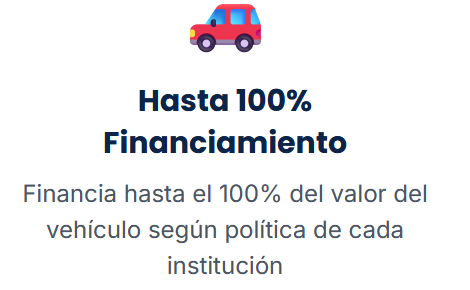 Hasta 100%
Financiamiento
Financia hasta el 100% del valor del
vehículo según política de cada
institución